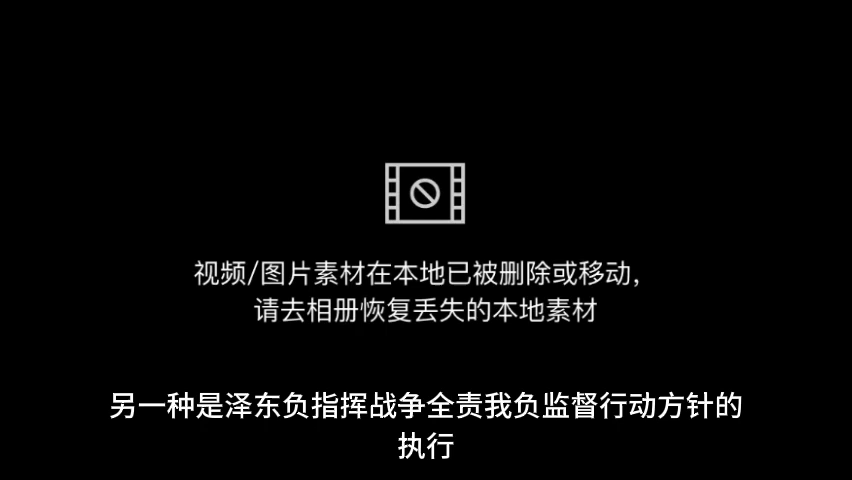 视频/图片素材在本地已被删除或移动,
请去相册恢复丢失的本地素材
另一种是泽东负指挥战争全责我负监督行动方针的
执行